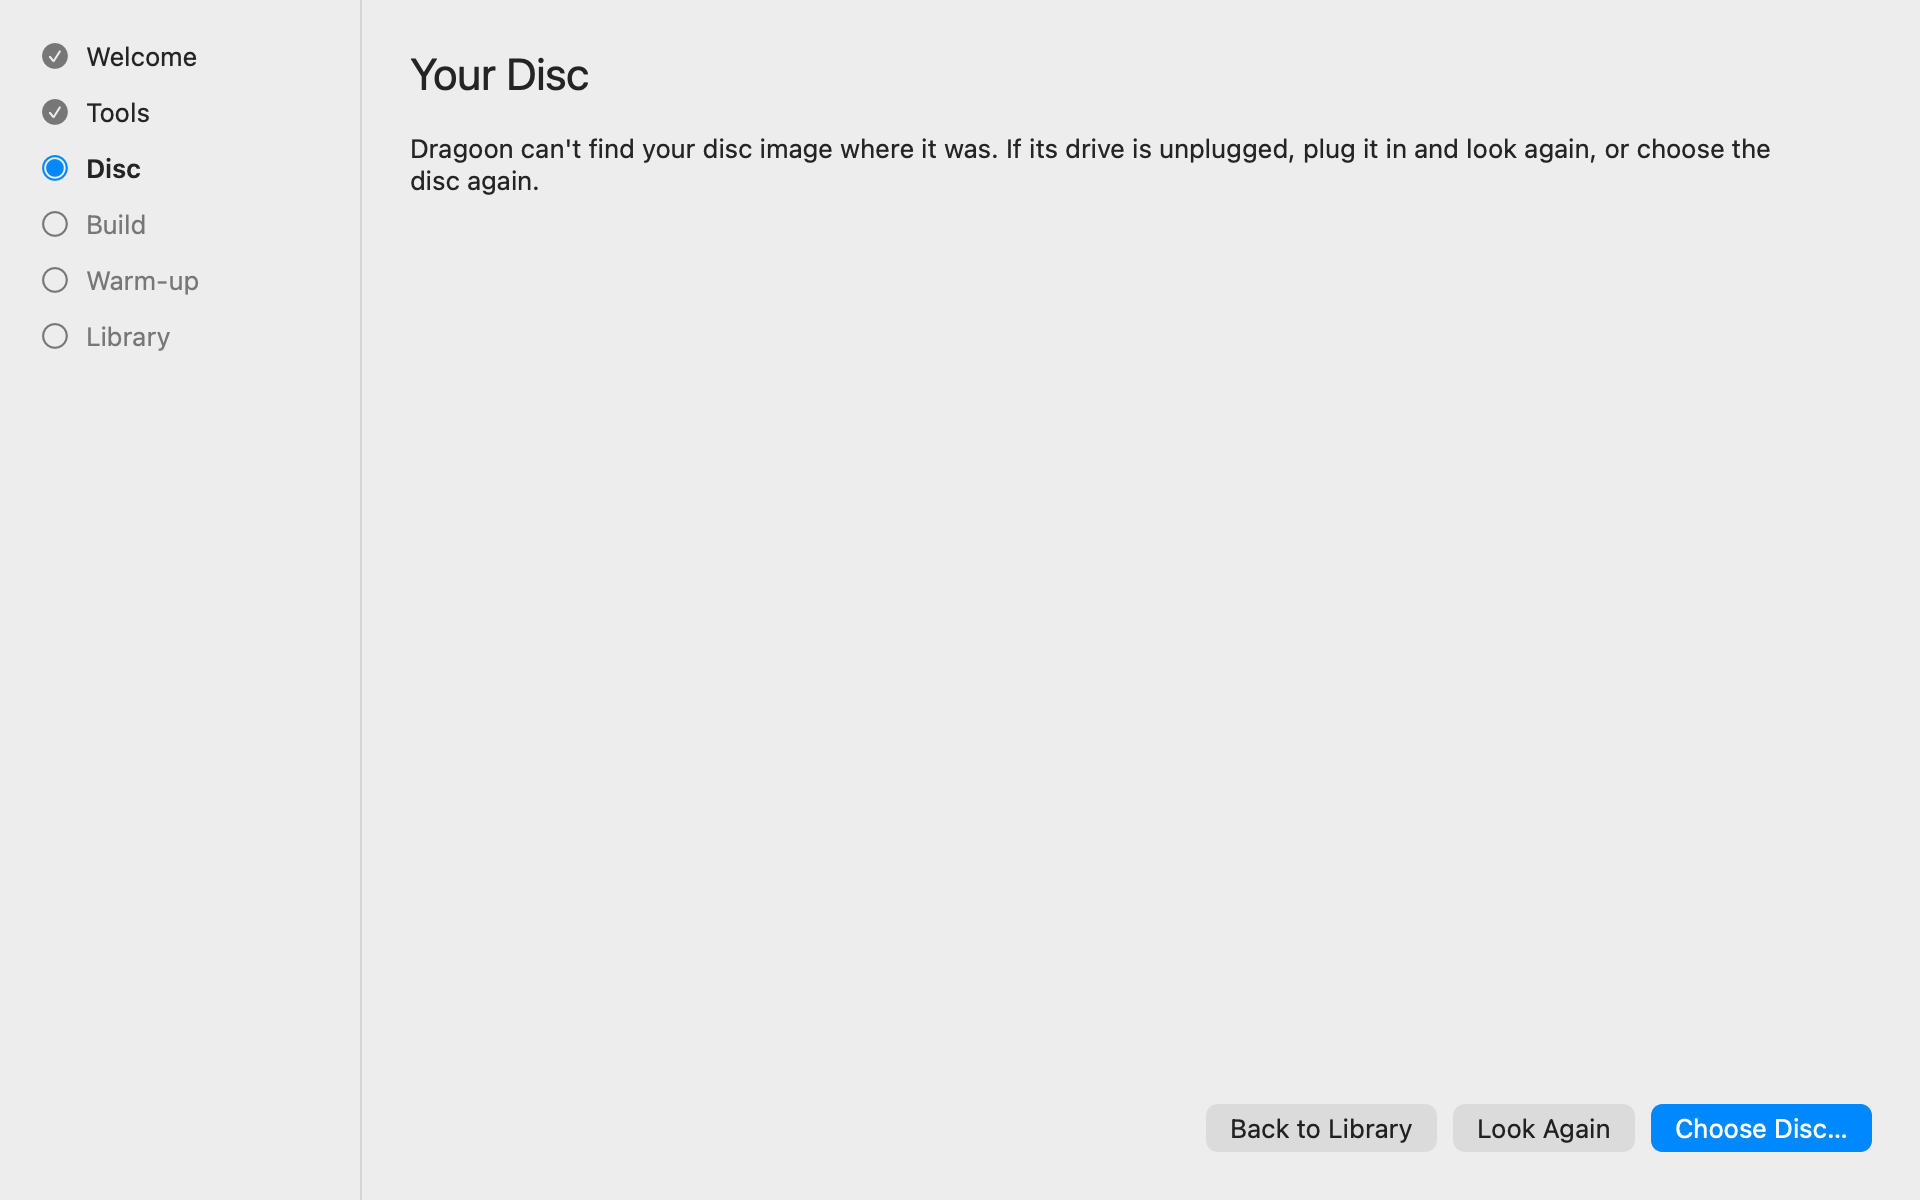 Welcome
Tools
Disc
Build
Warm-up
Library
Your Disc
Dragoon can't find your disc image where it was. If its drive is unplugged, plug it in and look again, or choose the
disc again.
Back to Library
Look Again
Choose Disc...